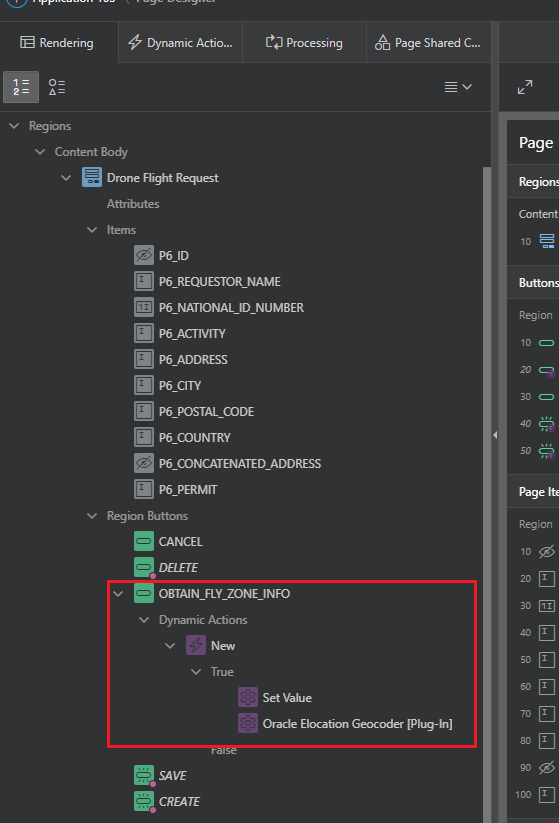 Application 105 \ Page Designer
Rendering
Dynamic Actio...
Processing
Page Shared C...
Regions
Content Body
Drone Flight Request
Attributes
Items
P6_ID
P6_REQUESTOR_NAME
P6_NATIONAL_ID_NUMBER
P6_ACTIVITY
P6_ADDRESS
P6_CITY
P6_POSTAL_CODE
P6_COUNTRY
P6_CONCATENATED_ADDRESS
P6_PERMIT
Region Buttons
CANCEL
DELETE
OBTAIN_FLY_ZONE_INFO
Dynamic Actions
New
True
Set Value
Oracle Elocation Geocoder [Plug-In]
False
SAVE
CREATE
Page
Regions
Content
10
Buttons
Region
10
20
30
40
50
Page Ite
Region
10
20
30
40
50
60
70
80
90
100